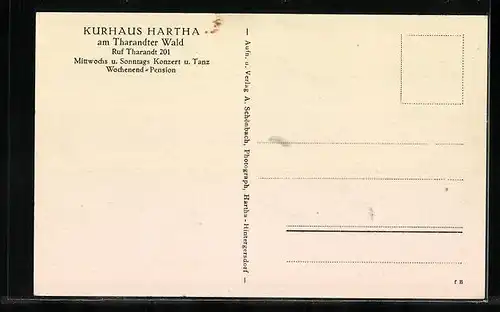 KURHAUS HARTHA
am Tharandter Wald
Ruf Tharandt 201
Mittwochs u. Sonntags Konzert u. Tanz
Wochenend-Pension
— Aufn. u. Verlag A. Schönbach, Photograph, Hartha-Hintergersdorf —
r n